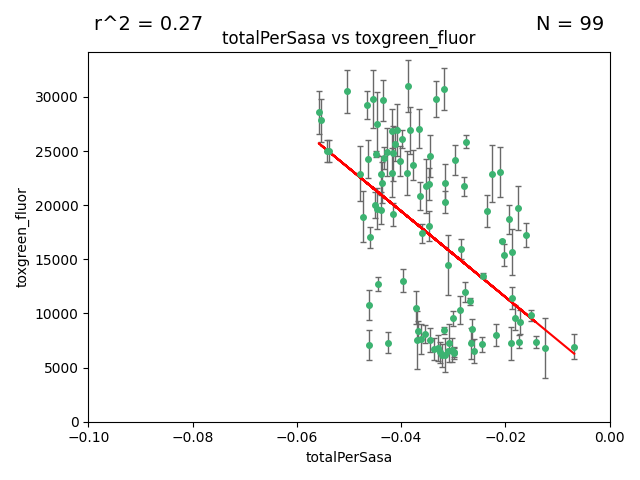 r^2 = 0.27
N = 99
totalPerSasa vs toxgreen_fluor
toxgreen_fluor
30000
25000
20000
15000
10000
5000
0
−0.10
−0.08
−0.06
−0.04
−0.02
0.00
totalPerSasa